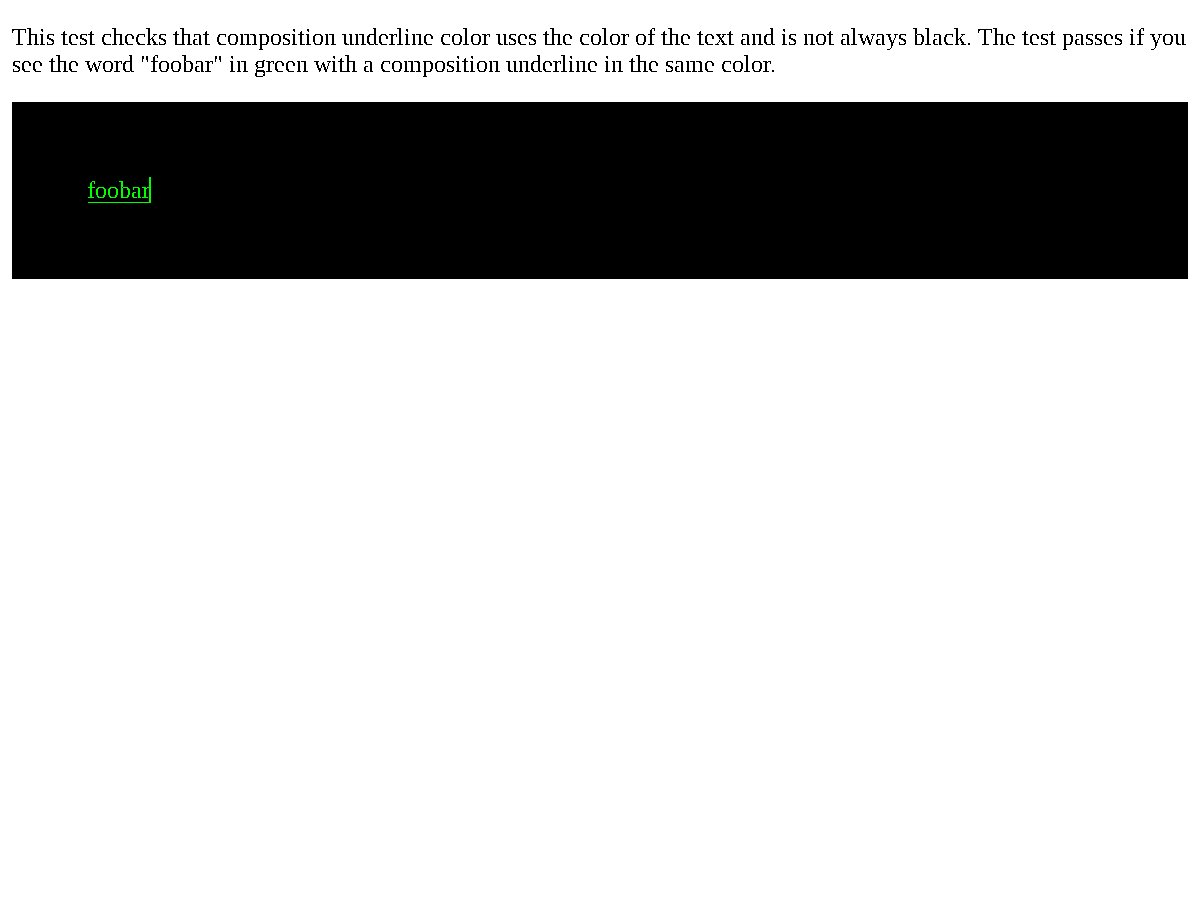 This test checks that composition underline color uses the color of the text and is not always black. The test passes if you
see the word "foobar" in green with a composition underline in the same color.
foobar